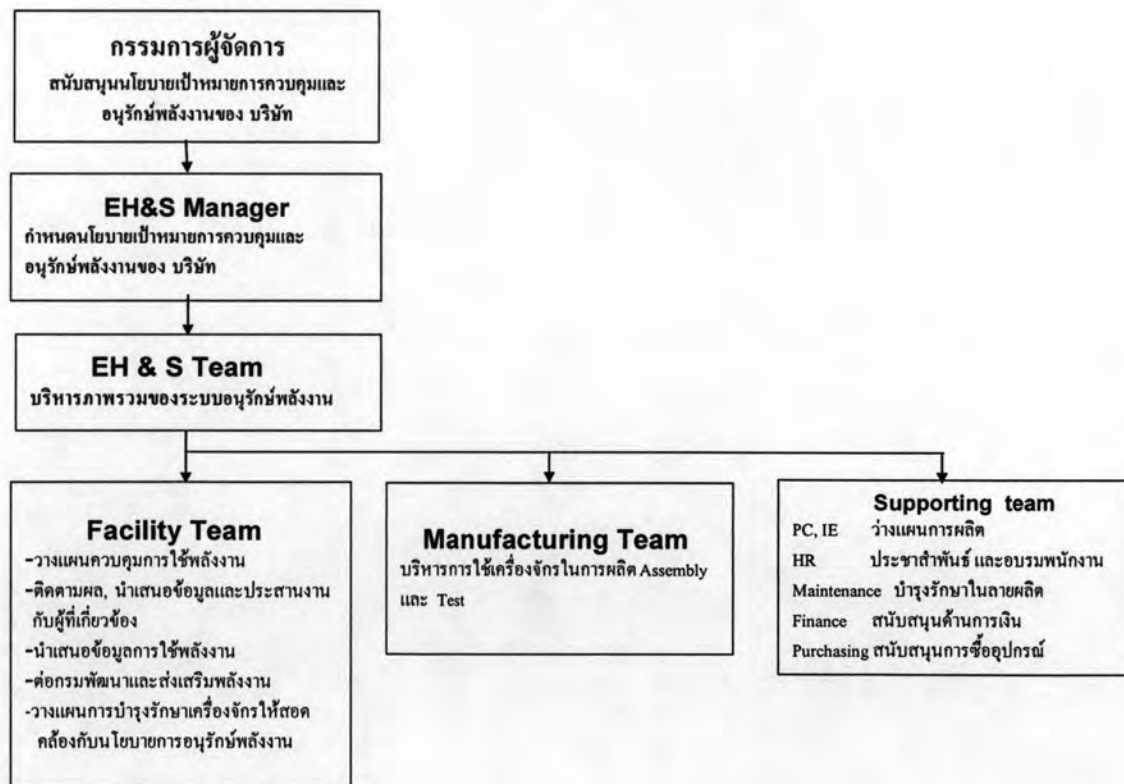 กรรมการผู้จัดการ
สนับสนุนนโยบายเป้าหมายการควบคุมและ
อนุรักษ์พลังงานของ บริษัท
EH&S Manager
กำหนดนโยบายเป้าหมายการควบคุมและ
อนุรักษ์พลังงานของ บริษัท
EH & S Team
บริหารภาพรวมของระบบอนุรักษ์พลังงาน
Facility Team
-วางแผนควบคุมการใช้พลังงาน
-ติดตามผล, นำเสนอข้อมูลและประสานงาน
กับผู้ที่เกี่ยวข้อง
-นำเสนอข้อมูลการใช้พลังงาน
-ต่อกรมพัฒนาและส่งเสริมพลังงาน
-วางแผนการบำรุงรักษาเครื่องจักรให้สอด
คล้องกับนโยบายการอนุรักษ์พลังงาน
Manufacturing Team
บริหารการใช้เครื่องจักรในการผลิต Assembly
และ Test
Supporting team
PC, IE ว่างแผนการผลิต
HR ประชาสำพันธ์ และอบรมพนักงาน
Maintenance บำรุงรักษาในลายผลิต
Finance สนับสนุนด้านการเงิน
Purchasing สนับสนุนการซื้ออุปกรณ์